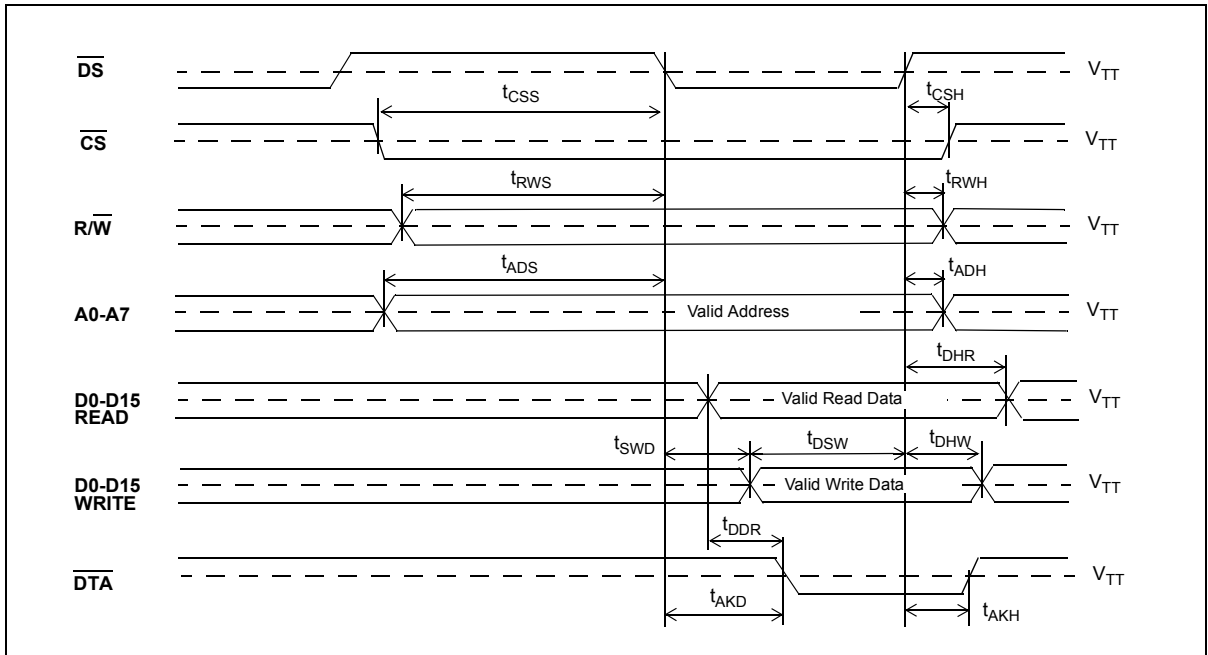 DS
VTT
tCSS
tCSH
CS
VTT
tRWS
tRWH
R/W
VTT
tADS
tADH
A0-A7
Valid Address
VTT
tDHR
D0-D15
READ
Valid Read Data
VTT
tSWD
tDSW
tDHW
D0-D15
WRITE
Valid Write Data
VTT
tDDR
DTA
VTT
tAKD
tAKH